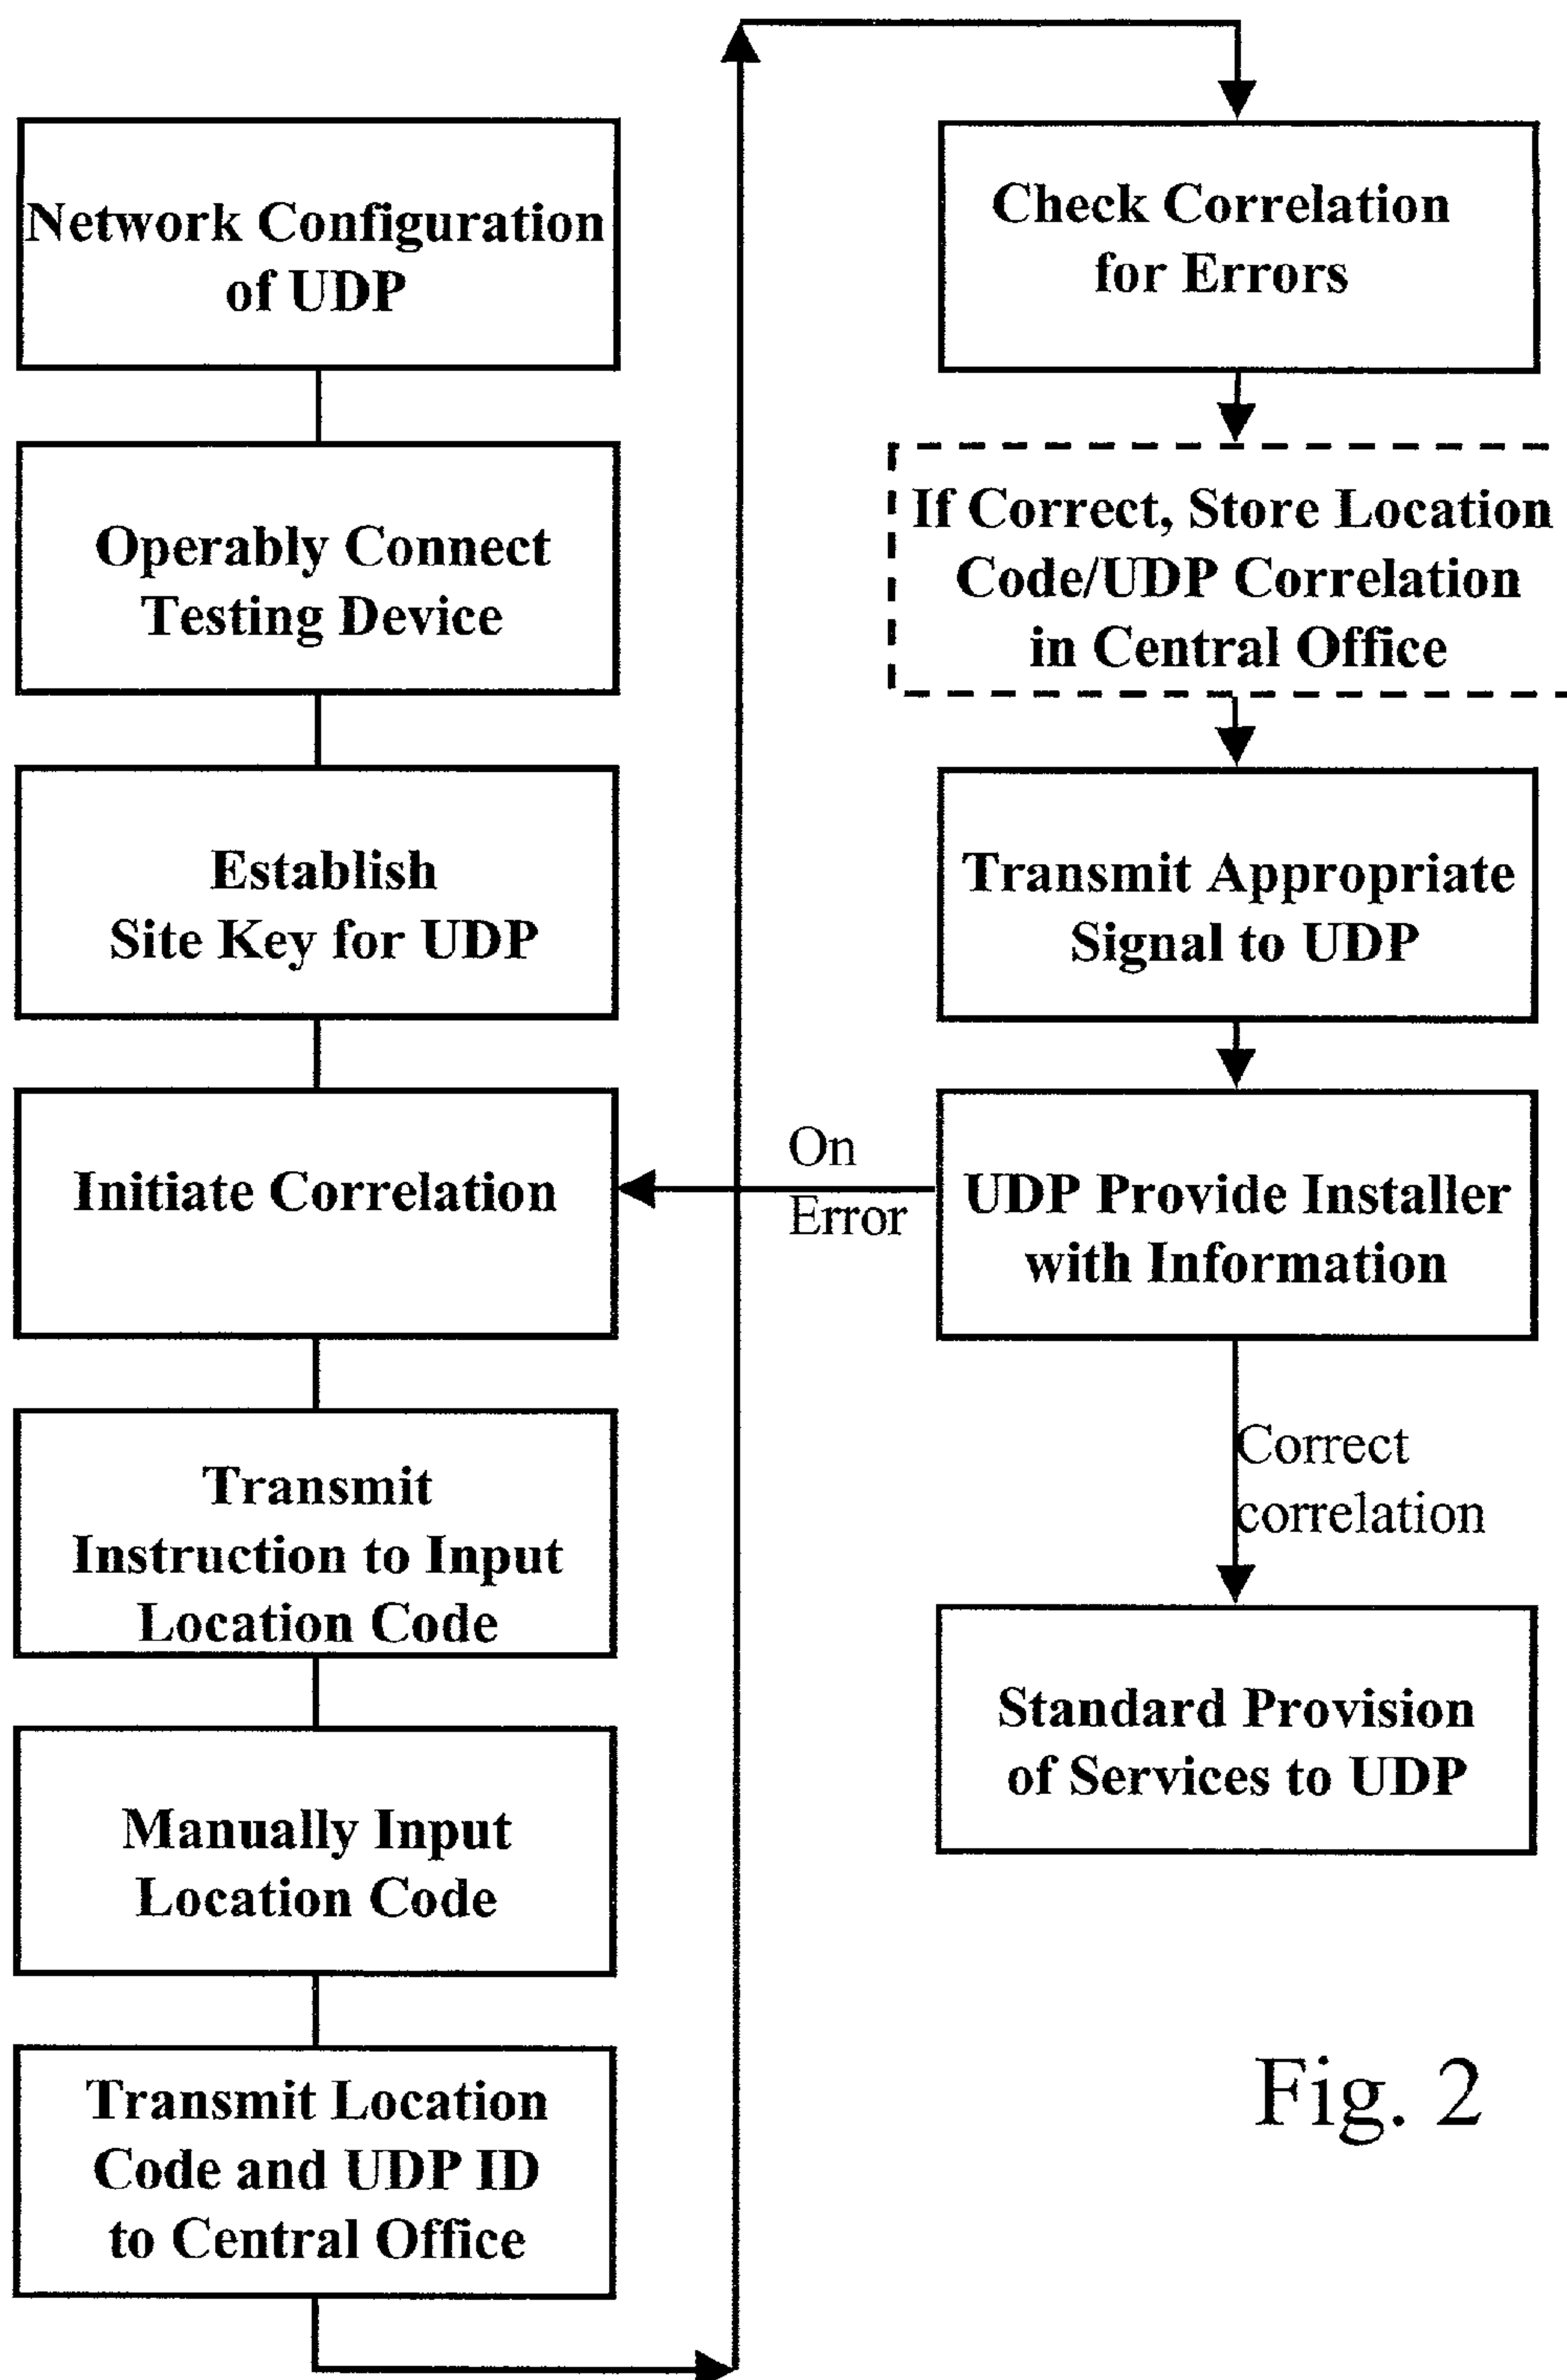 Network Configuration
of UDP
Operably Connect
Testing Device
Establish
Site Key for UDP
Initiate Correlation
Transmit
Instruction to Input
Location Code
Manually Input
Location Code
Transmit Location
Code and UDP ID
to Central Office
Check Correlation
for Errors
If Correct, Store Location
Code/UDP Correlation
in Central Office
Transmit Appropriate
Signal to UDP
UDP Provide Installer
with Information
On
Error
Correct
correlation
Standard Provision
of Services to UDP
Fig. 2